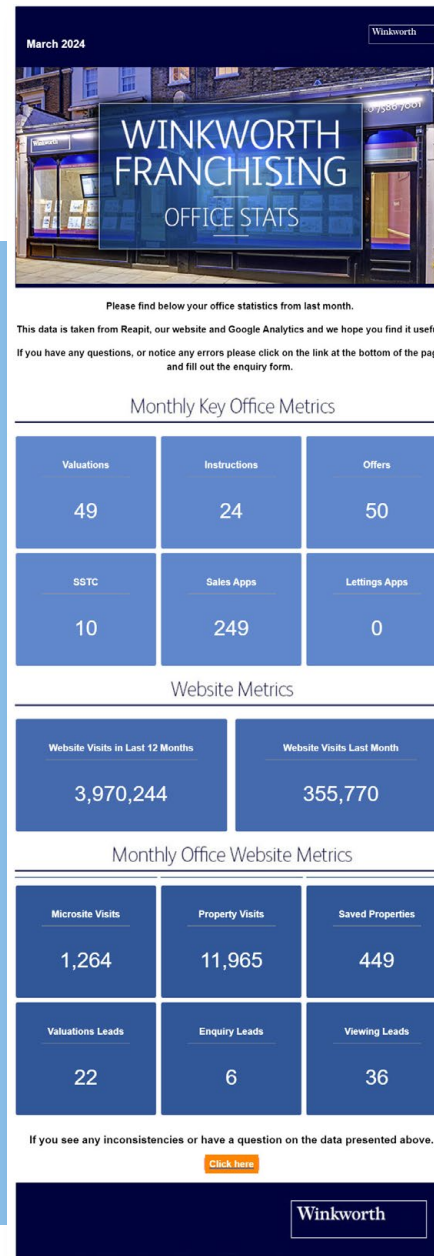 March 2024
Winkworth
Winkworth
0 7586 7001
WINKWORTH
FRANCHISING
OFFICE STATS
Please find below your office statistics from last month.
This data is taken from Reapit, our website and Google Analytics and we hope you find it usef
If you have any questions, or notice any errors please click on the link at the bottom of the pag
and fill out the enquiry form.
Monthly Key Office Metrics
Valuations Instructions Offers
49 24 50
SSTC Sales Apps Lettings Apps
10 249 0
Website Metrics
Website Visits in Last 12 Months Website Visits Last Month
3,970,244 355,770
Monthly Office Website Metrics
Microsite Visits Property Visits Saved Properties
1,264 11,965 449
Valuations Leads Enquiry Leads Viewing Leads
22 6 36
If you see any inconsistencies or have a question on the data presented above.
Click here
Winkworth